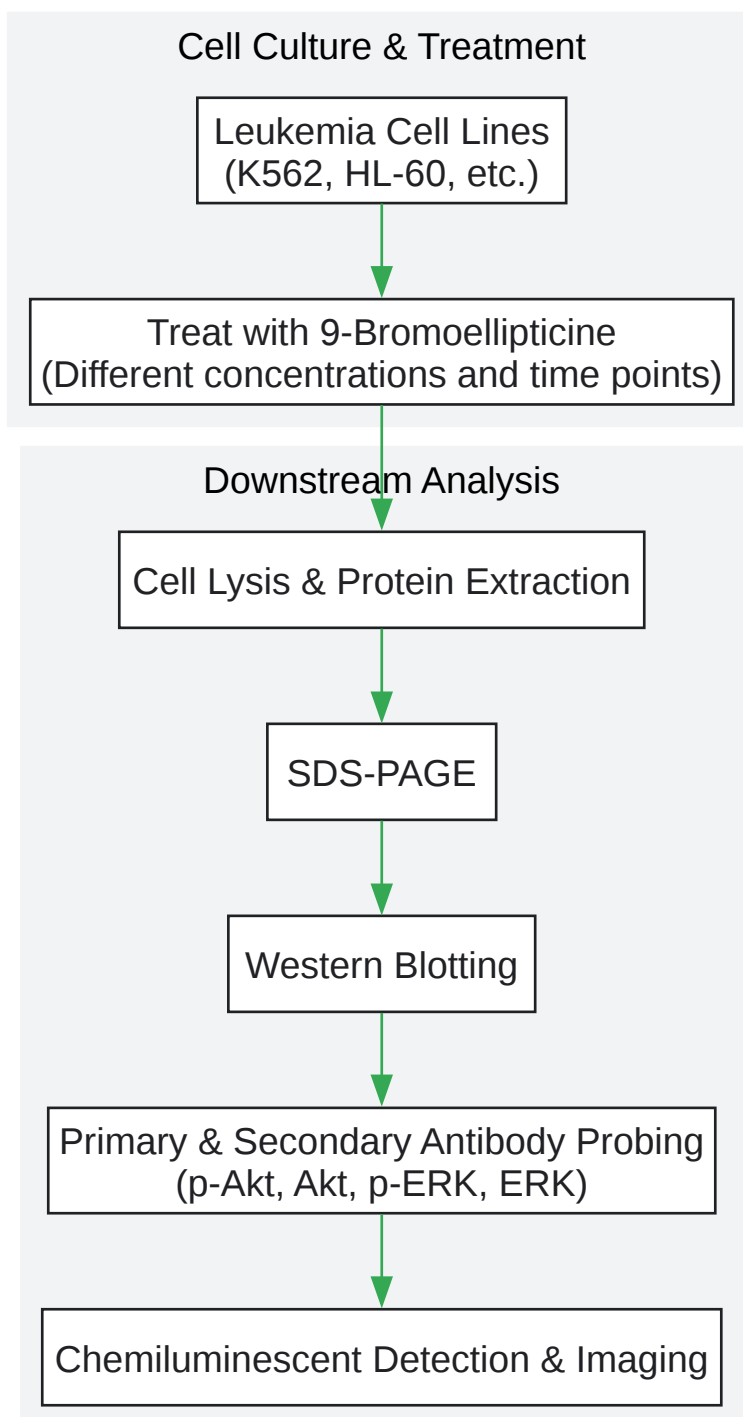 Cell Culture & Treatment
Leukemia Cell Lines
(K562, HL-60, etc.)
Treat with 9-Bromoellipticine
(Different concentrations and time points)
Downstream Analysis
Cell Lysis & Protein Extraction
SDS-PAGE
Western Blotting
Primary & Secondary Antibody Probing
(p-Akt, Akt, p-ERK, ERK)
Chemiluminescent Detection & Imaging